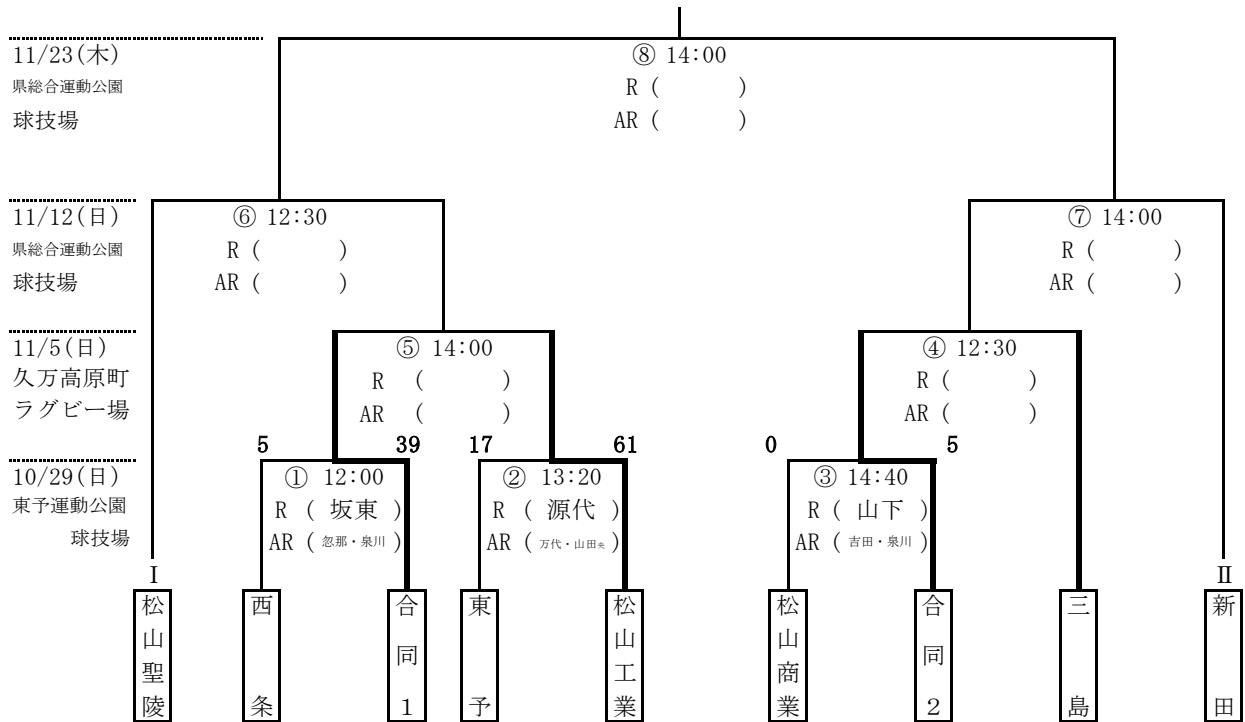 11/23(木)
県総合運動公園
球技場
⑧ 14:00
R (　　　)
AR (　　　)
11/12(日)
県総合運動公園
球技場
⑥ 12:30
R (　　　)
AR (　　　)
⑦ 14:00
R (　　　)
AR (　　　)
11/5(日)
久万高原町
ラグビー場
⑤ 14:00
R (　　　)
AR (　　　)
④ 12:30
R (　　　)
AR (　　　)
5 39 17 61 0 5
10/29(日)
東予運動公園
球技場
① 12:00
R ( 坂東 )
AR ( 忽那・泉川 )
② 13:20
R ( 源代 )
AR ( 万代・山田央 )
③ 14:40
R ( 山下 )
AR ( 吉田・泉川 )
Ⅰ
Ⅱ
松山聖陵
西条
合同1
東予
松山工業
松山商業
合同2
三島
新田